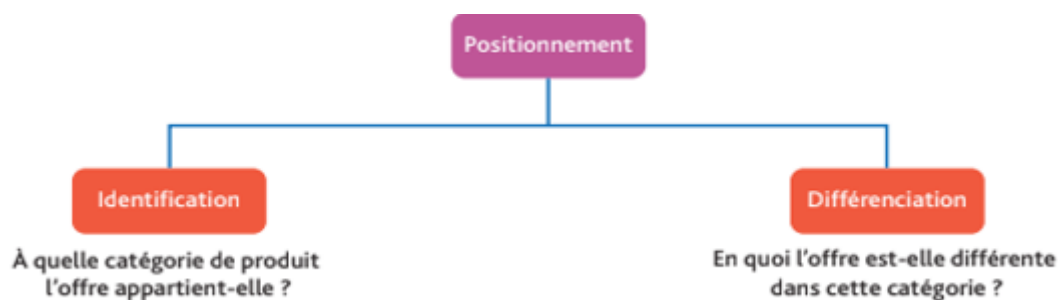 Positionnement
Identification
À quelle catégorie de produit
l'offre appartient-elle ?
Différenciation
En quoi l'offre est-elle différente
dans cette catégorie ?